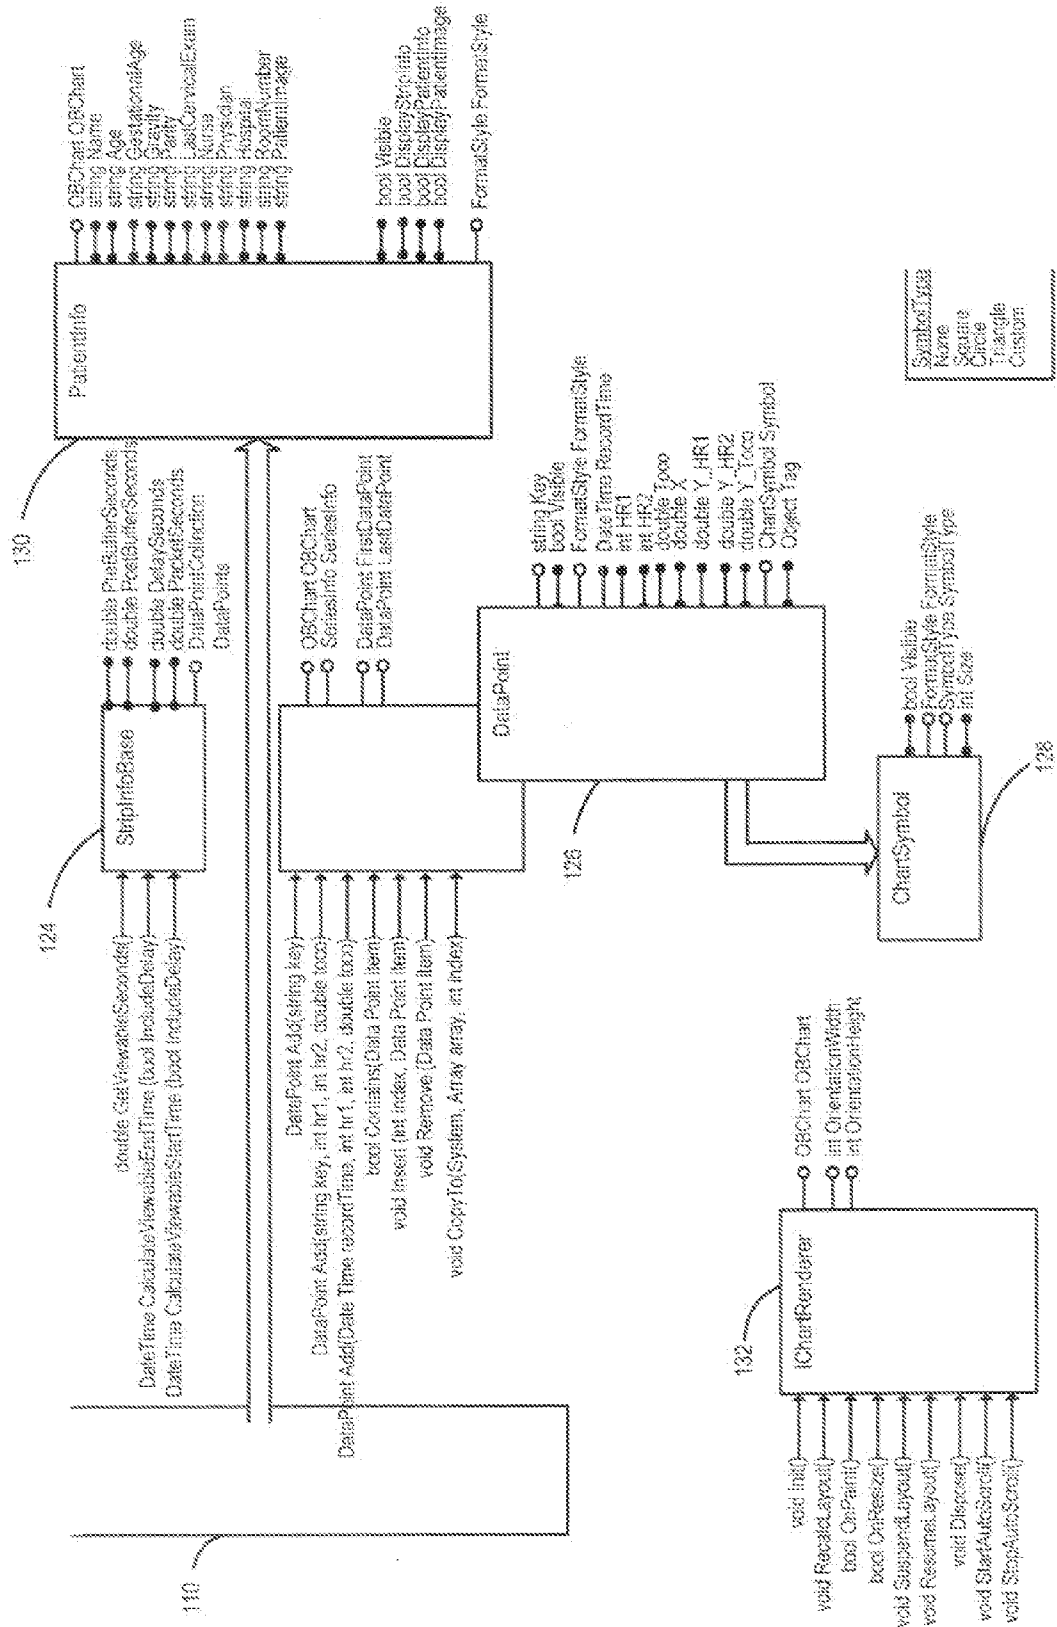 110
130
PatientInfo
OBChart OBChart
string Name
string Age
string GestationalAge
string Gravity
string Parity
string LastCervicalExam
string Nurse
string Physician
string Hospital
string RoomNumber
string PatientImage
bool Visible
bool DisplayStripInfo
bool DisplayPatientInfo
bool DisplayPatientImage
FormatStyle FormatStyle
124
double GetViewableSeconds()
DateTime CalculateViewableEndTime (bool IncludeDelay)
DateTime CalculateViewableStartTime (bool IncludeDelay)
StripInfoBase
double PreBufferSeconds
double PostBufferSeconds
double DelaySeconds
double PacketSeconds
DataPointCollection
DataPoints
DataPoint Add(string key)
DataPoint Add(string key, int hr1, int hr2, double toco)
DataPoint Add(Date Time recordTime, int hr1, int hr2, double toco)
bool Contains(Data Point item)
void Insert (int Index, Data Point item)
void Remove (Data Point item)
void CopyTo(System, Array array, int index)
OBChart OBChart
SeriesInfo SeriesInfo
DataPoint FirstDataPoint
DataPoint LastDataPoint
126
DataPoint
string Key
bool Visible
FormatStyle FormatStyle
DateTime RecordTime
int HR1
int HR2
double Toco
double X
double Y_HR1
double Y_HR2
double Y_Toco
ChartSymbol Symbol
Object Tag
132
void Init()
void RecalcLayout()
bool OnPaint()
bool OnResize()
void SuspendLayout()
void ResumeLayout()
void Dispose()
void StartAutoScroll()
void StopAutoScroll()
IChartRenderer
OBChart OBChart
int OrientationWidth
int OrientationHeight
ChartSymbol
128
bool Visible
FormatStyle FormatStyle
SymbolType SymbolType
int Size
SymbolType
None
Square
Circle
Triangle
Custom